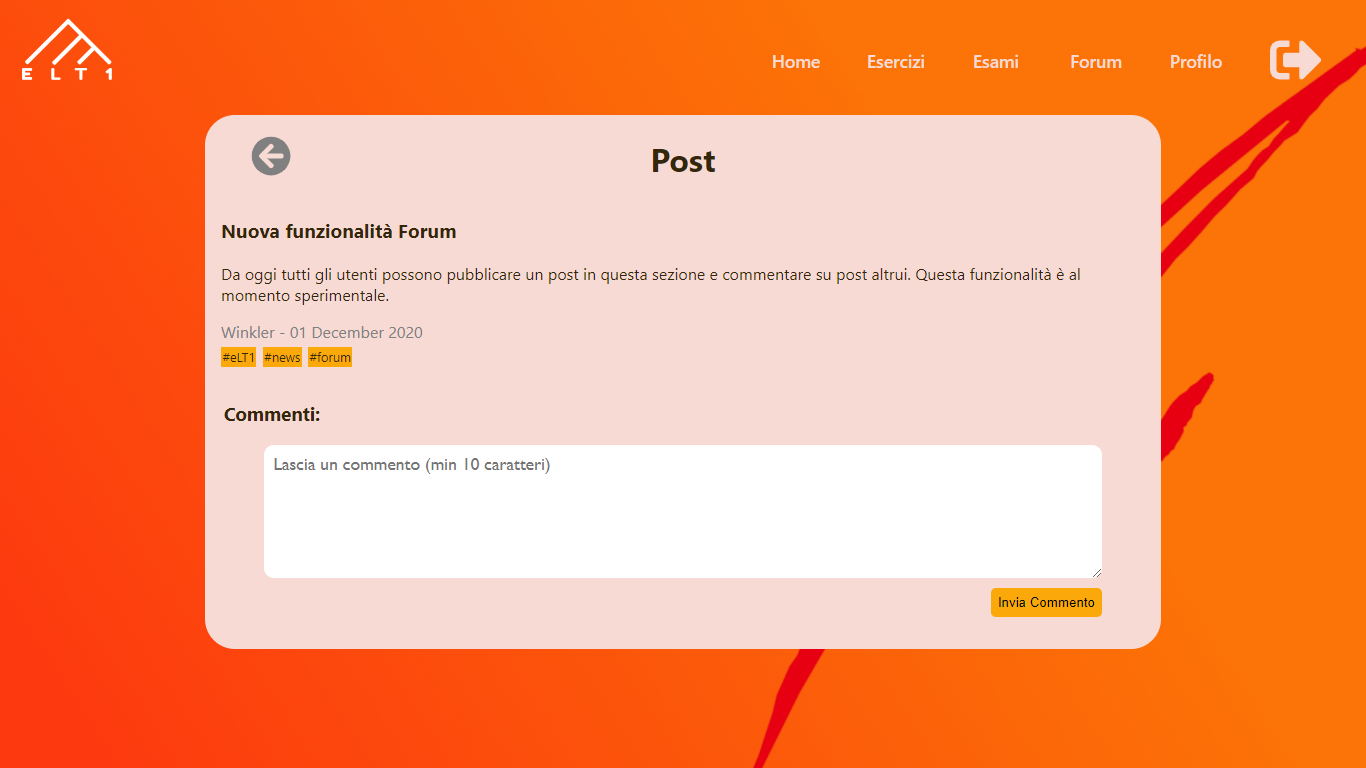 ELT1
Home Esercizi Esami Forum Profilo
Post
Nuova funzionalità Forum
Da oggi tutti gli utenti possono pubblicare un post in questa sezione e commentare su post altrui. Questa funzionalità è al
momento sperimentale.
Winkler - 01 December 2020
#eLT1 #news #forum
Commenti:
Lascia un commento (min 10 caratteri)
Invia Commento